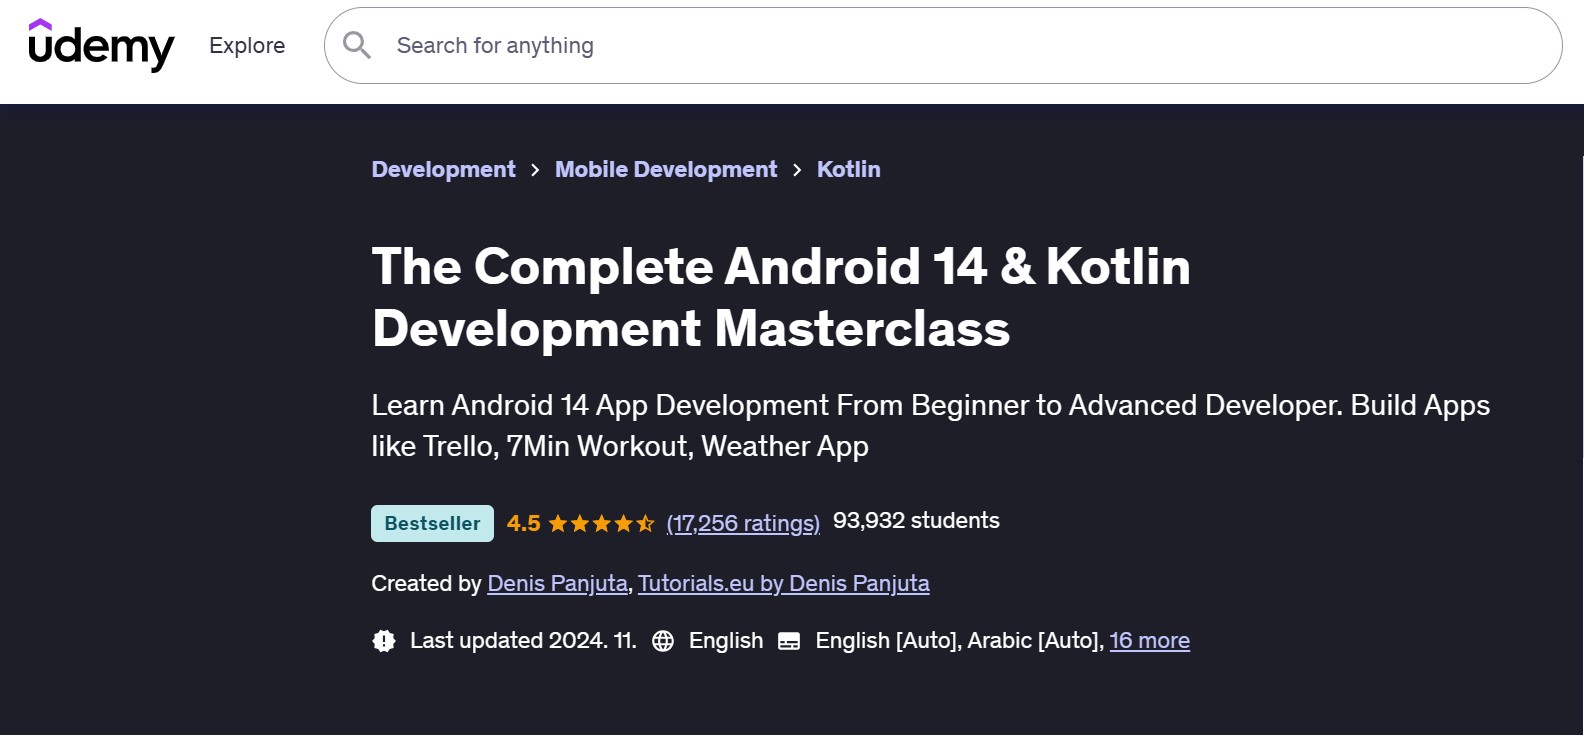 udemy Explore Search for anything
Development > Mobile Development > Kotlin
The Complete Android 14 & Kotlin
Development Masterclass
Learn Android 14 App Development From Beginner to Advanced Developer. Build Apps
like Trello, 7Min Workout, Weather App
Bestseller 4.5 (17,256 ratings) 93,932 students
Created by Denis Panjuta, Tutorials.eu by Denis Panjuta
Last updated 2024. 11. English English [Auto], Arabic [Auto], 16 more